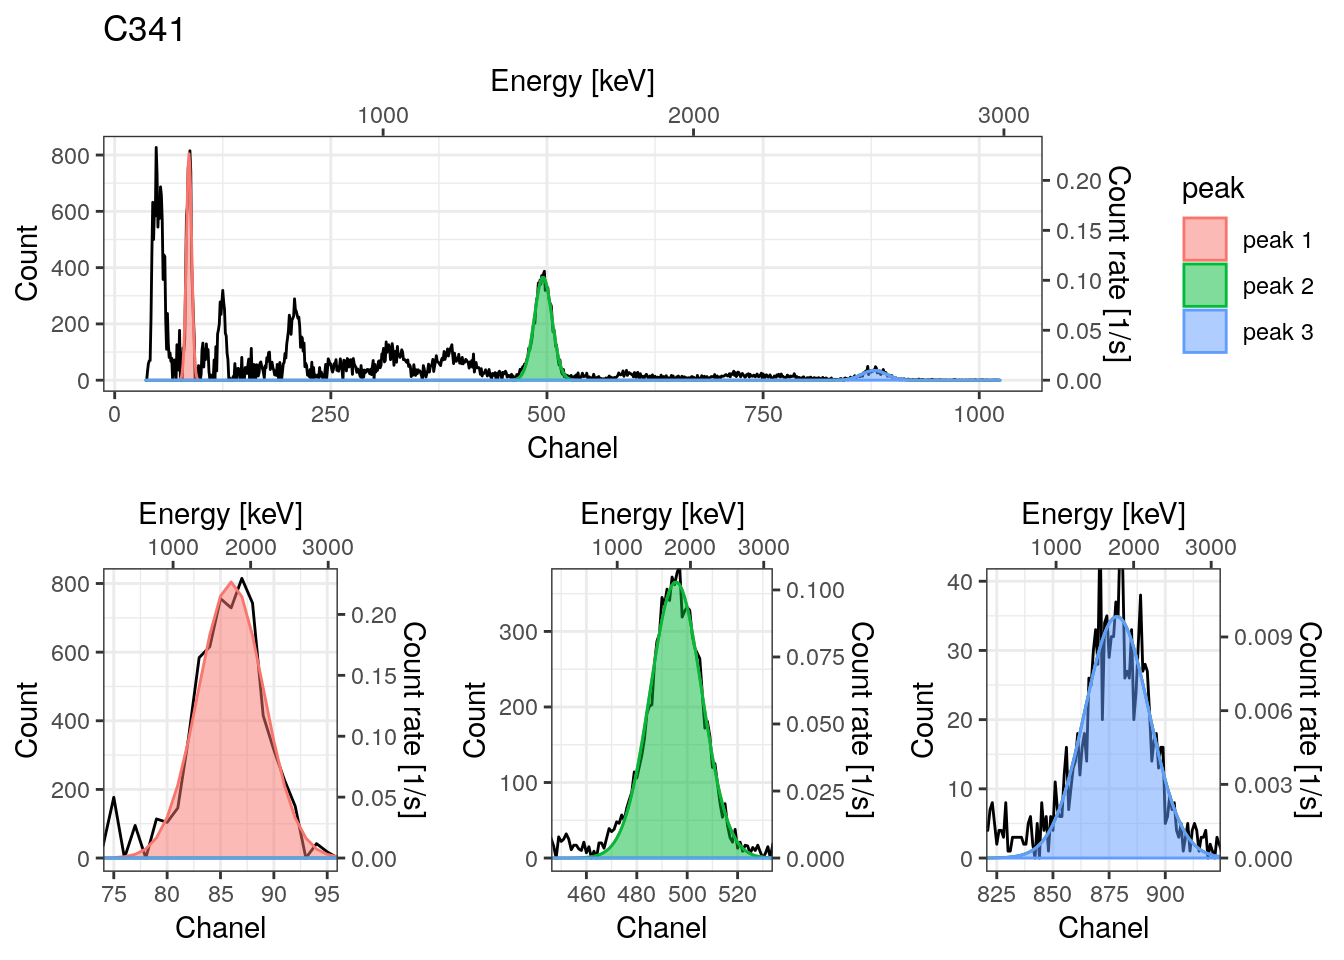 C341
Energy [keV]
1000 2000 3000
800
600
400
200
0
Count
0.20
0.15
0.10
0.05
0.00
Count rate [1/s]
0 250 500 750 1000
Chanel
peak
peak 1
peak 2
peak 3
Energy [keV]
1000 2000 3000
800
600
400
200
0
Count
0.20
0.15
0.10
0.05
0.00
Count rate [1/s]
75 80 85 90 95
Chanel
Energy [keV]
1000 2000 3000
300
200
100
0
Count
0.100
0.075
0.050
0.025
0.000
Count rate [1/s]
460 480 500 520
Chanel
Energy [keV]
1000 2000 3000
40
30
20
10
0
Count
0.009
0.006
0.003
0.000
Count rate [1/s]
825 850 875 900
Chanel